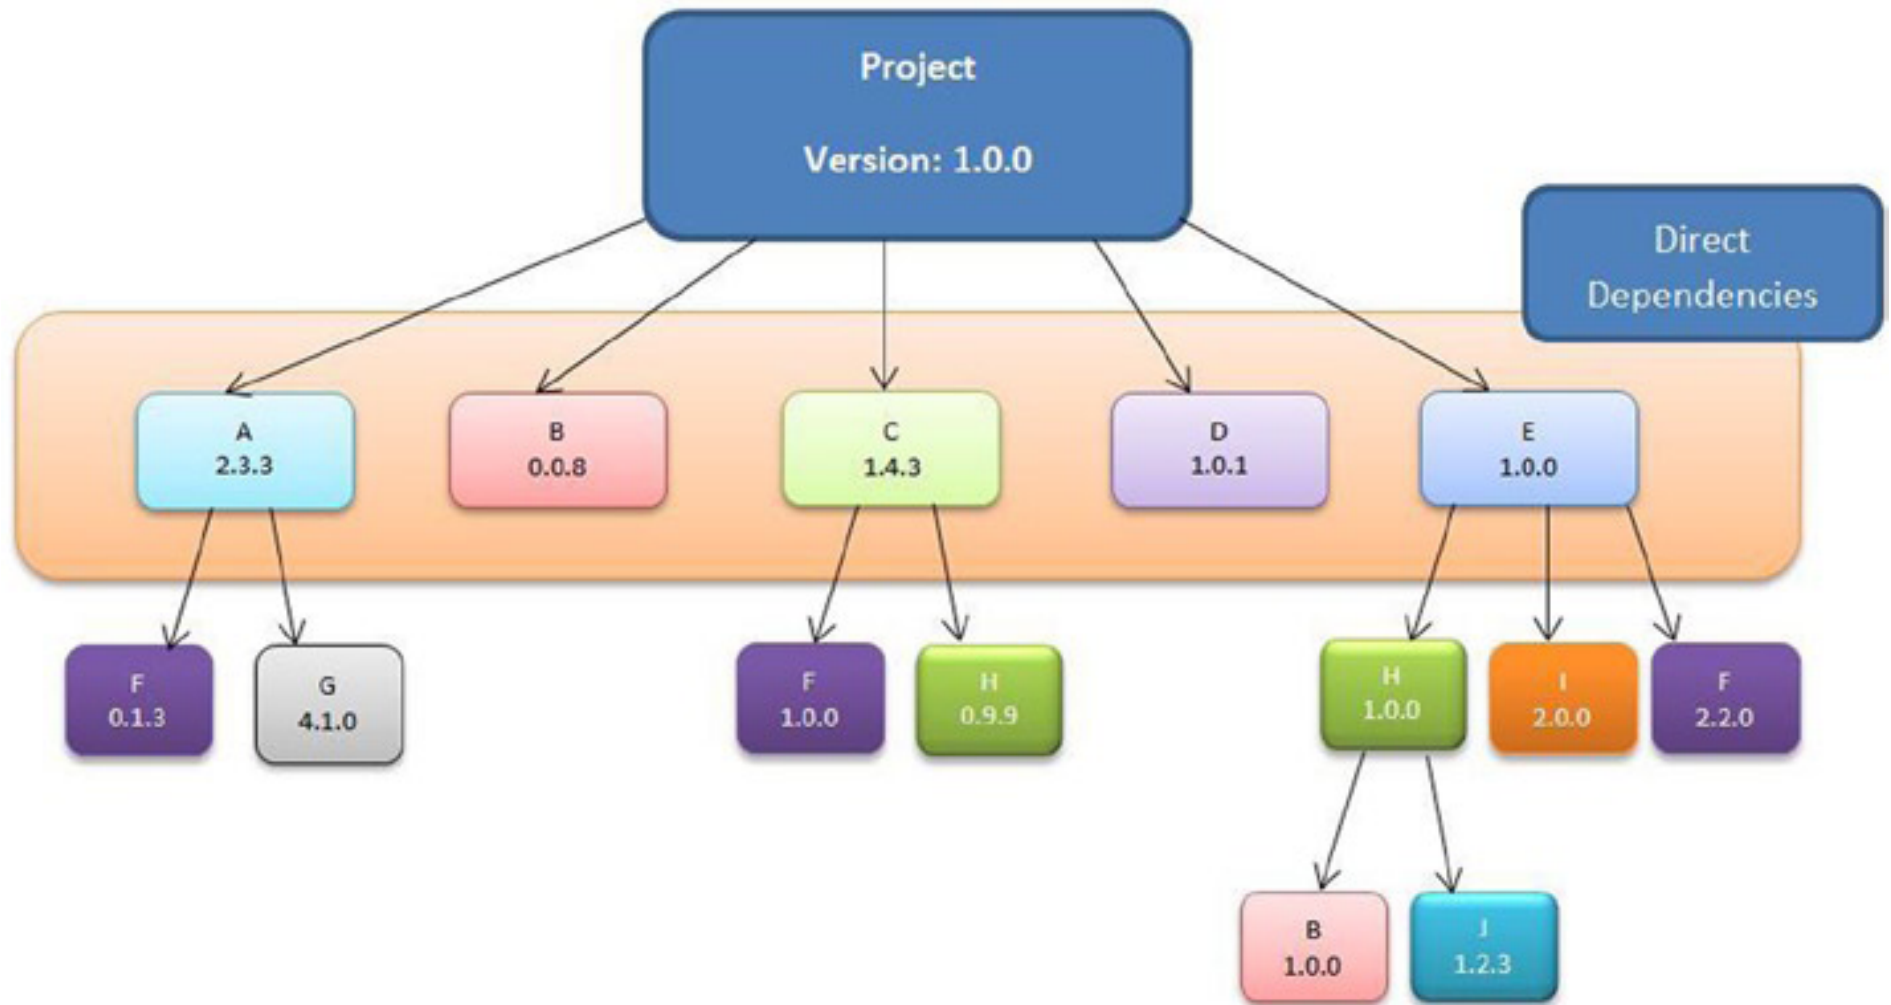 Project
Version: 1.0.0
Direct
Dependencies
A
2.3.3
B
0.0.8
C
1.4.3
D
1.0.1
E
1.0.0
F
0.1.3
G
4.1.0
F
1.0.0
H
0.9.9
H
1.0.0
I
2.0.0
F
2.2.0
B
1.0.0
J
1.2.3